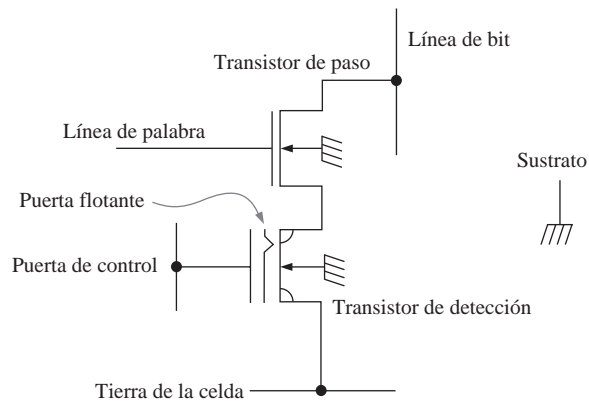 Línea de bit
Transistor de paso
Línea de palabra
Sustrato
Puerta flotante
Puerta de control
Transistor de detección
Tierra de la celda